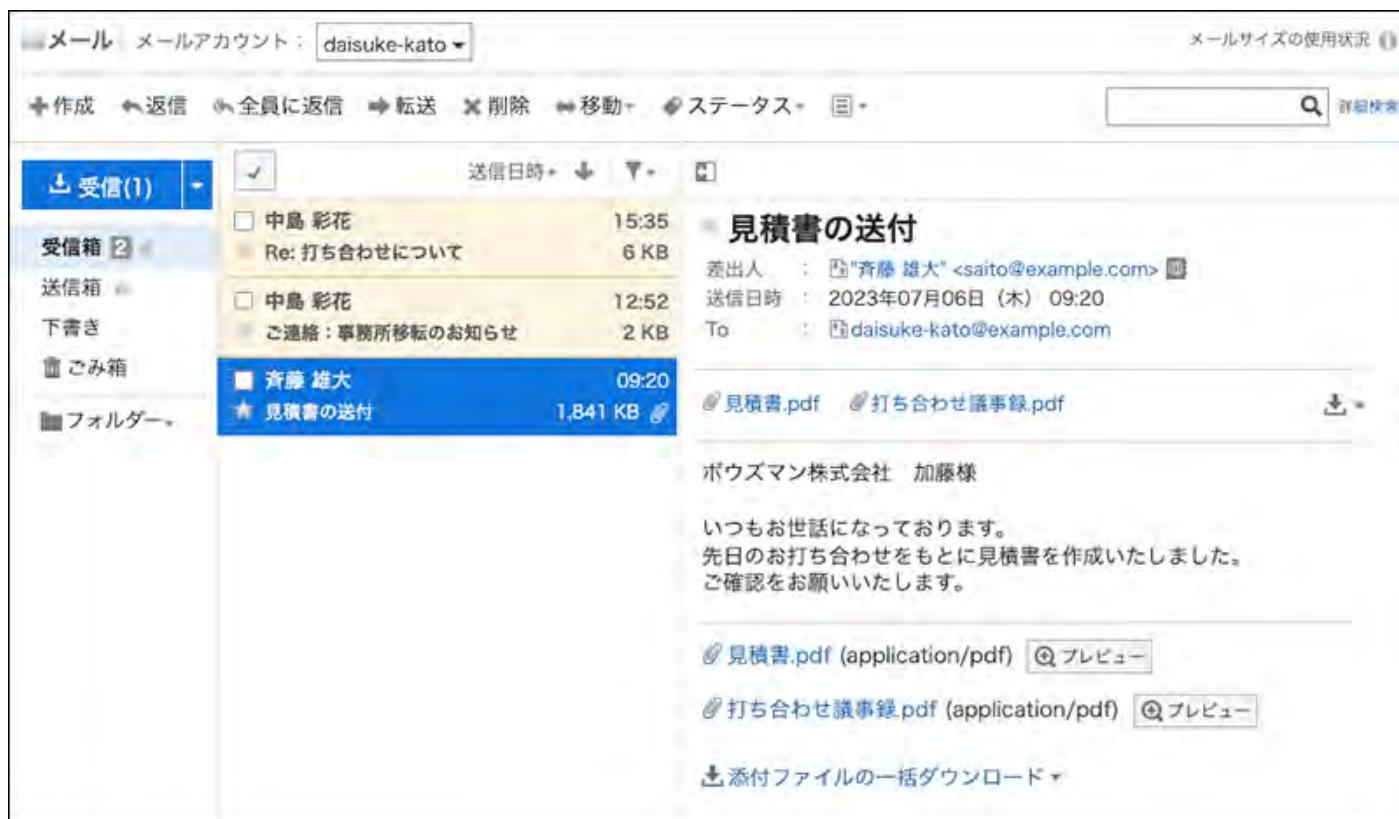 メール メールアカウント： daisuke-kato メールサイズの使用状況
作成 返信 全員に返信 転送 削除 移動 ステータス 詳細検索
受信(1)
受信箱 2
送信箱
下書き
ごみ箱
フォルダー
送信日時
中島 彩花 15:35
Re: 打ち合わせについて 6 KB
中島 彩花 12:52
ご連絡：事務所移転のお知らせ 2 KB
斉藤 雄大 09:20
見積書の送付 1,841 KB
見積書の送付
差出人 : "斉藤 雄大" <saito@example.com>
送信日時 : 2023年07月06日（木） 09:20
To : daisuke-kato@example.com
見積書.pdf 打ち合わせ議事録.pdf
ボウズマン株式会社　加藤様
いつもお世話になっております。
先日のお打ち合わせをもとに見積書を作成いたしました。
ご確認をお願いいたします。
見積書.pdf (application/pdf) プレビュー
打ち合わせ議事録.pdf (application/pdf) プレビュー
添付ファイルの一括ダウンロード